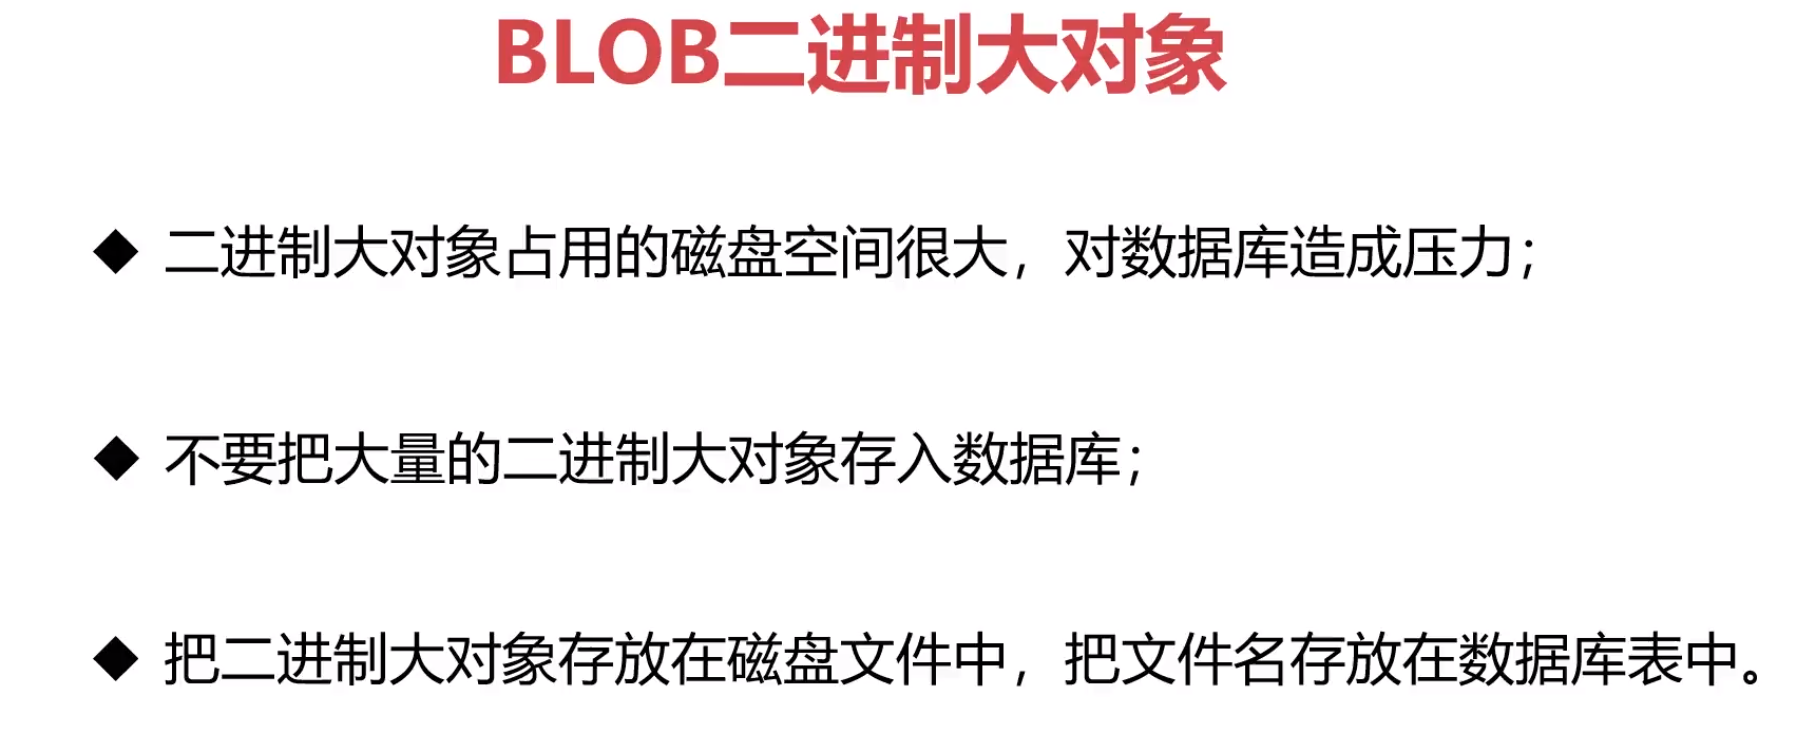 BLOB二进制大对象
◆ 二进制大对象占用的磁盘空间很大，对数据库造成压力；
◆ 不要把大量的二进制大对象存入数据库；
◆ 把二进制大对象存放在磁盘文件中，把文件名存放在数据库表中。